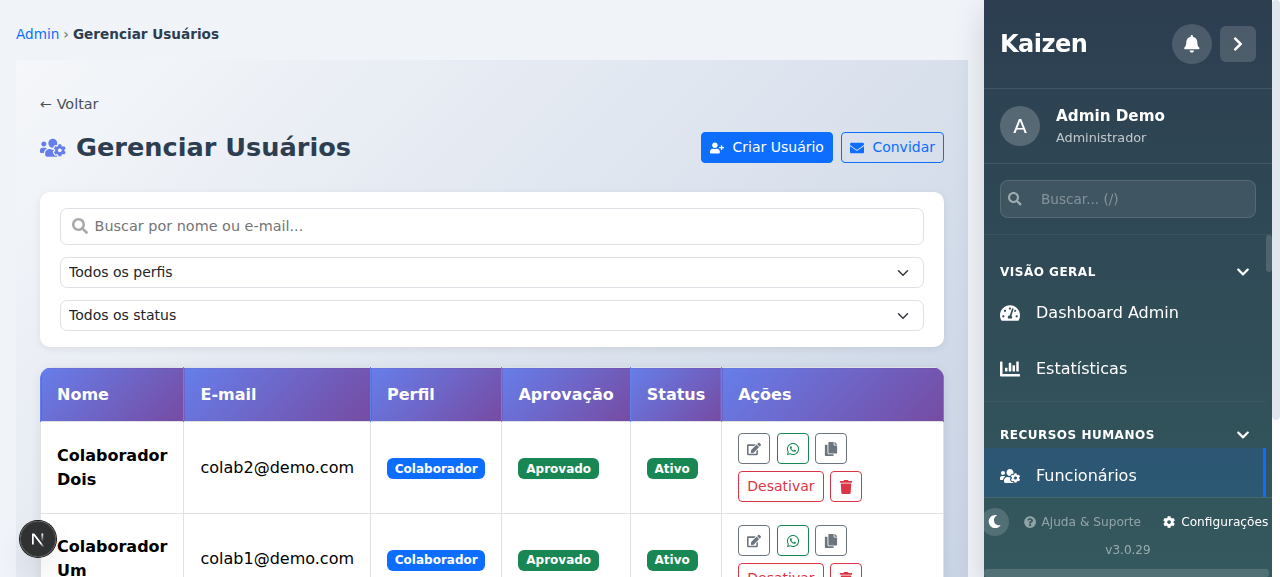 Admin › Gerenciar Usuários
← Voltar
Gerenciar Usuários
Criar Usuário
Convidar
Buscar por nome ou e-mail...
Todos os perfis
Todos os status
Nome E-mail Perfil Aprovação Status Ações
Colaborador Dois colab2@demo.com Colaborador Aprovado Ativo
Desativar
Colaborador Um colab1@demo.com Colaborador Aprovado Ativo
Desativar
N
Kaizen
A
Admin Demo
Administrador
Buscar... (/)
VISÃO GERAL
Dashboard Admin
Estatísticas
RECURSOS HUMANOS
Funcionários
Ajuda & Suporte
Configurações
v3.0.29